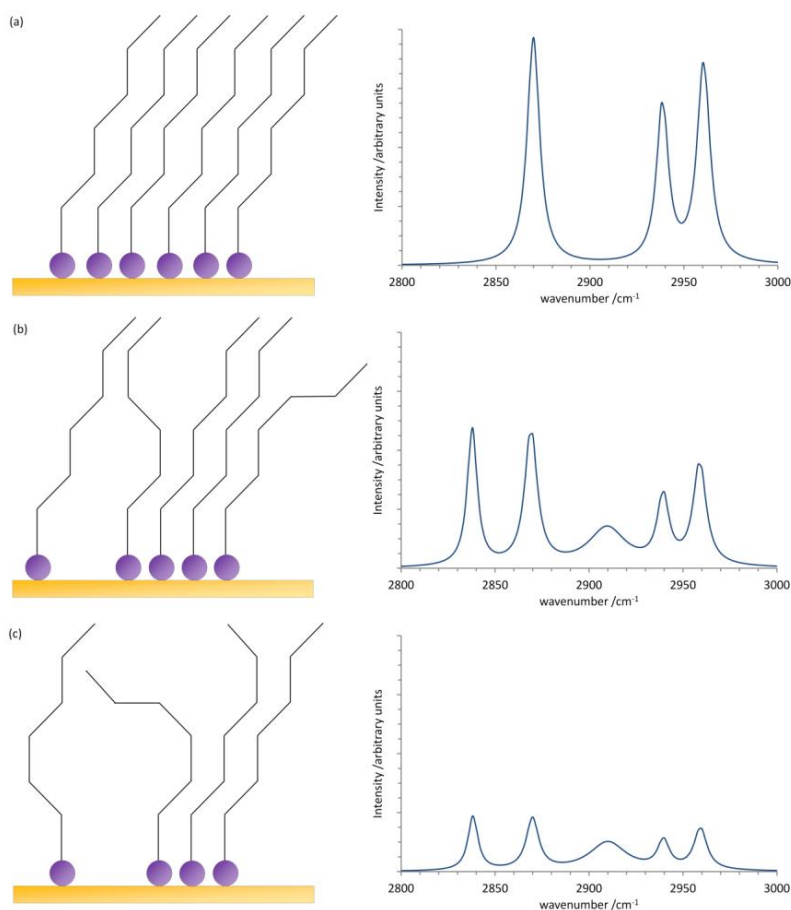 (a)
Intensity /arbitrary units
2800 2850 2900 2950 3000
wavenumber /cm-1
(b)
Intensity /arbitrary units
2800 2850 2900 2950 3000
wavenumber /cm-1
(c)
Intensity /arbitrary units
2800 2850 2900 2950 3000
wavenumber /cm-1